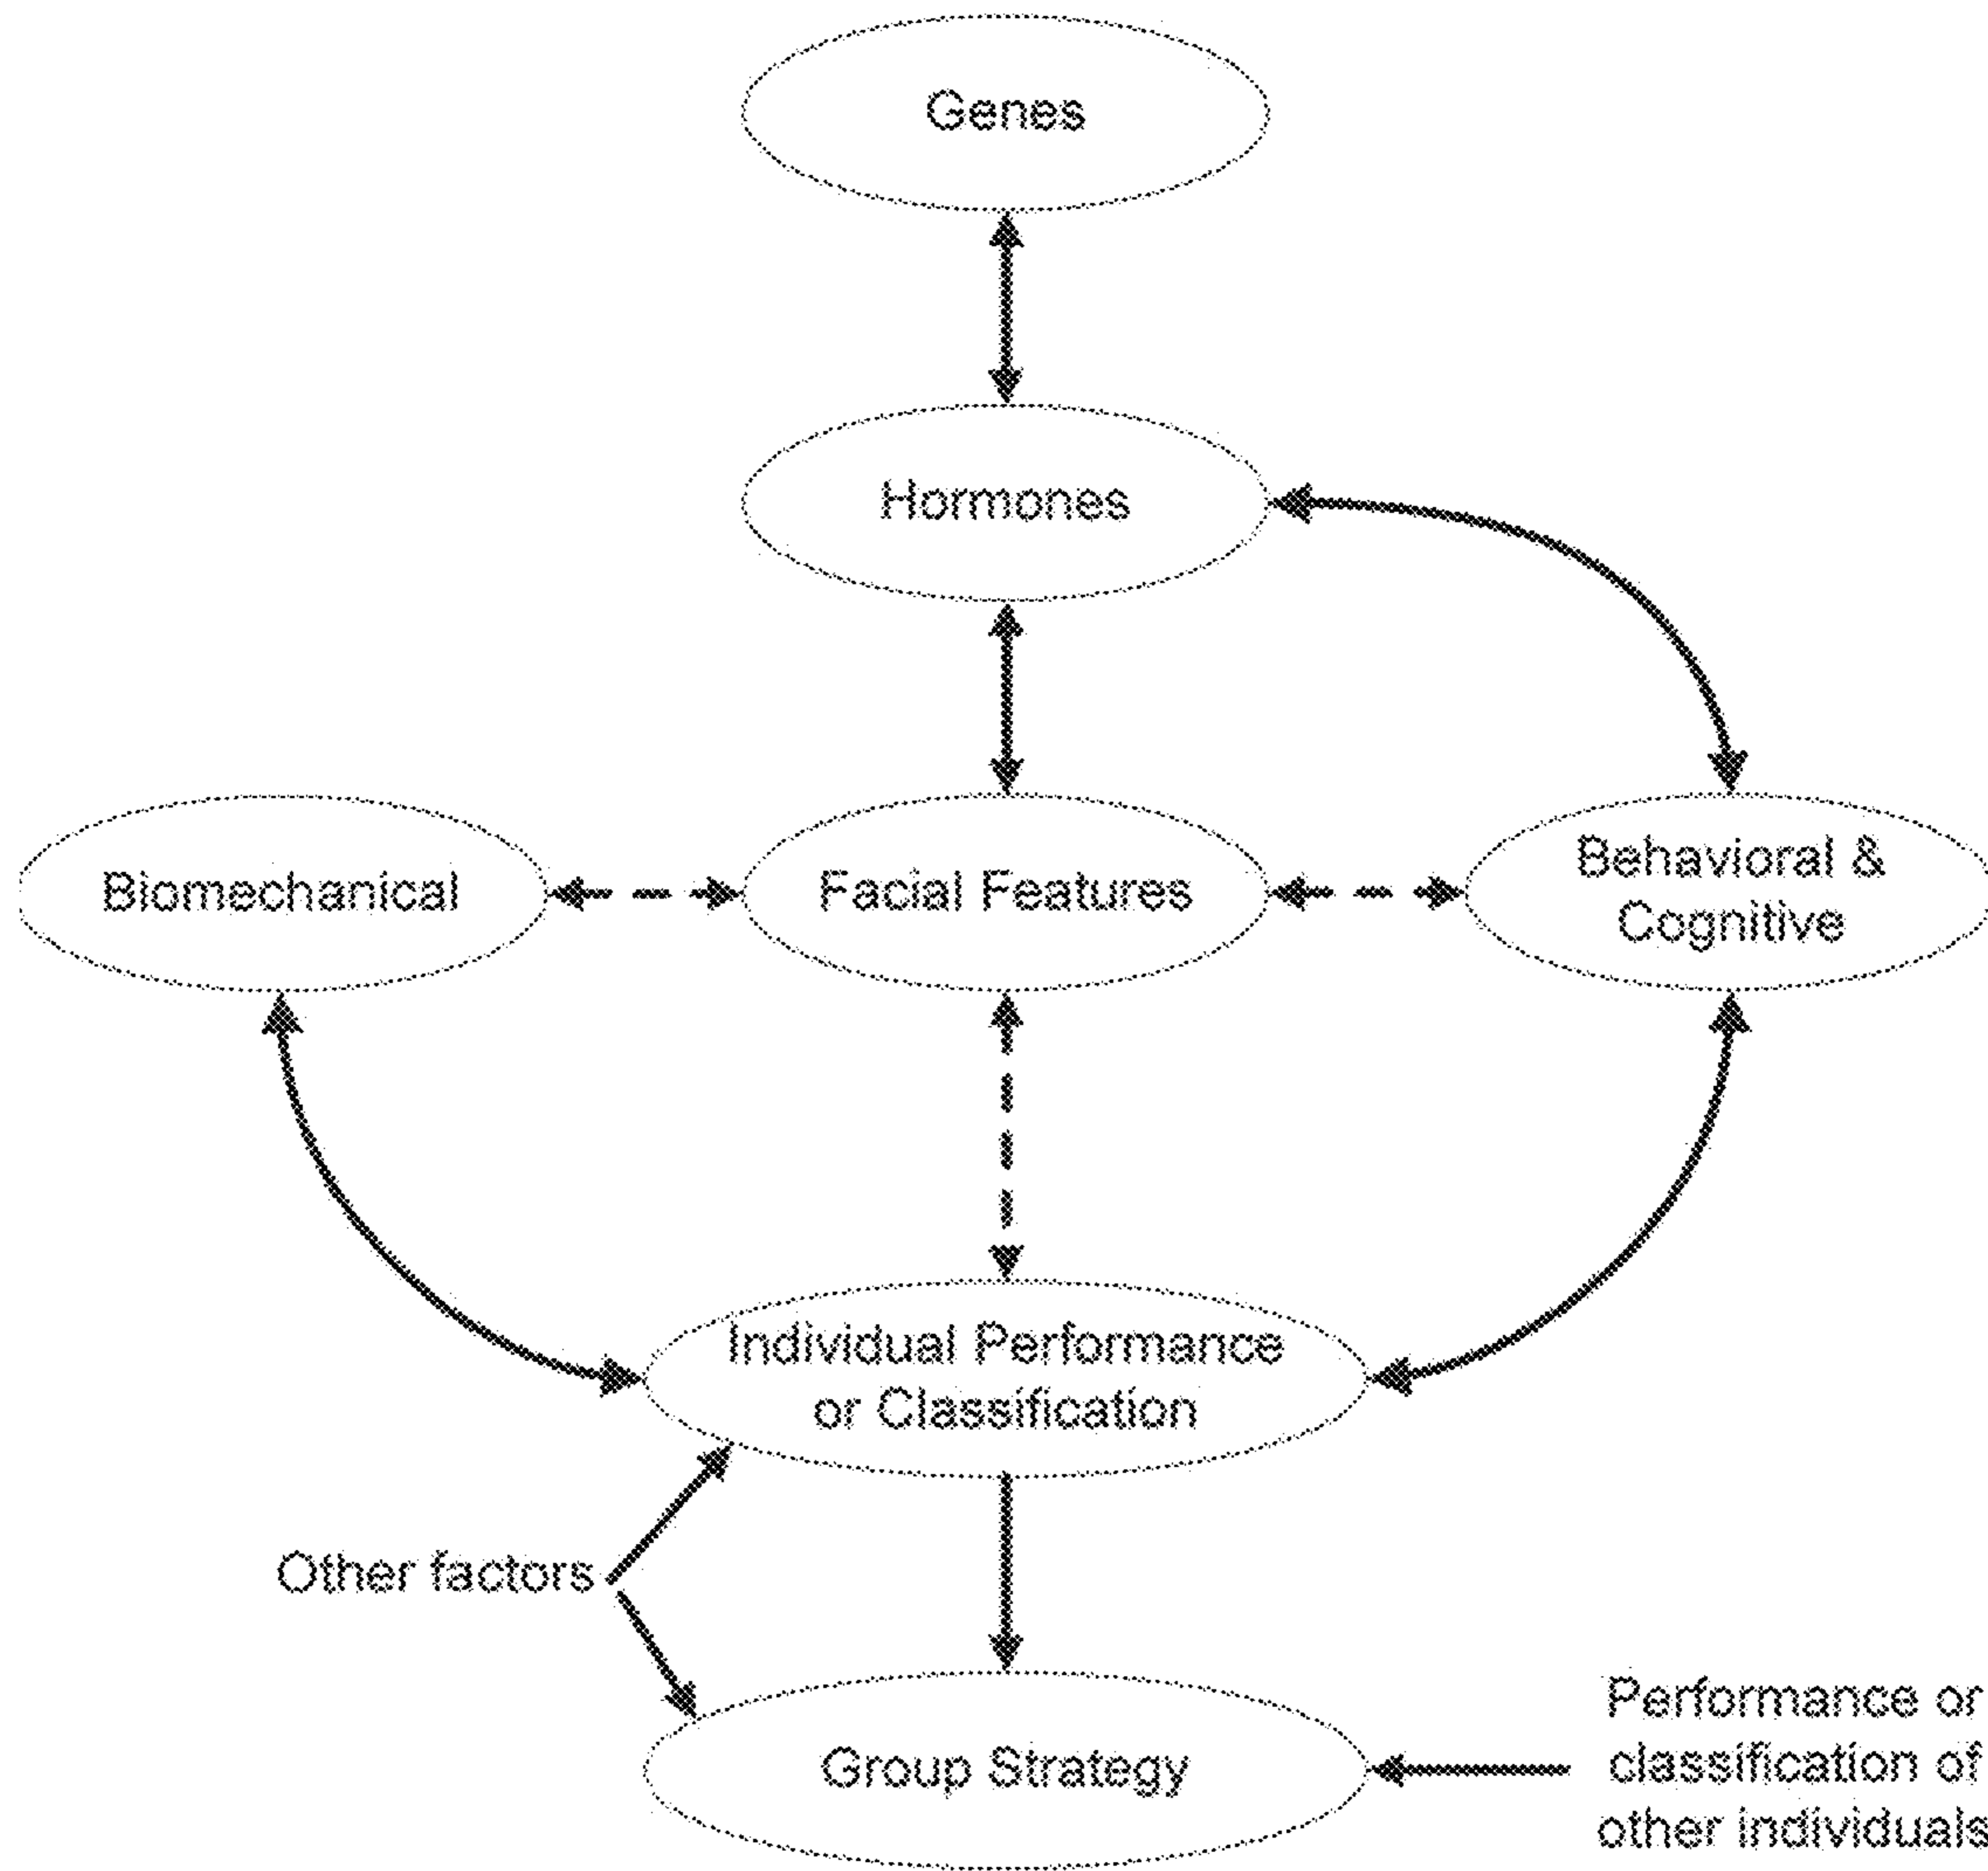 Genes
Hormones
Biomechanical
Facial Features
Behavioral &
Cognitive
Individual Performance
or Classification
Other factors
Group Strategy
Performance or
classification of
other individuals